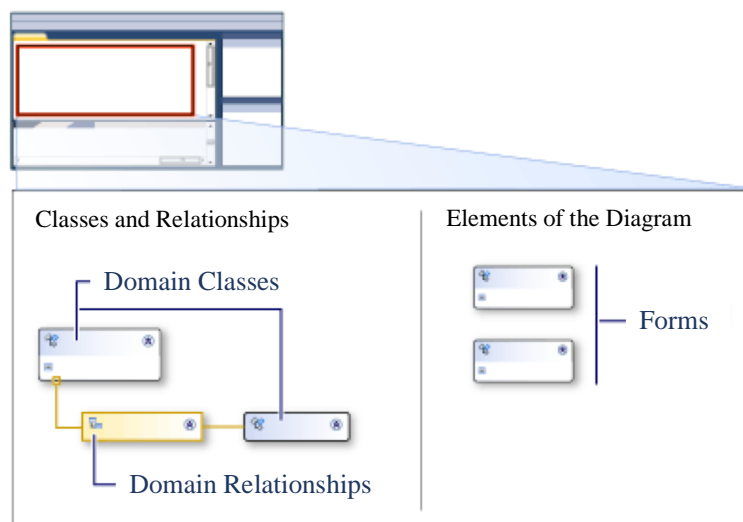 Classes and Relationships
Elements of the Diagram
Domain Classes
Forms
Domain Relationships